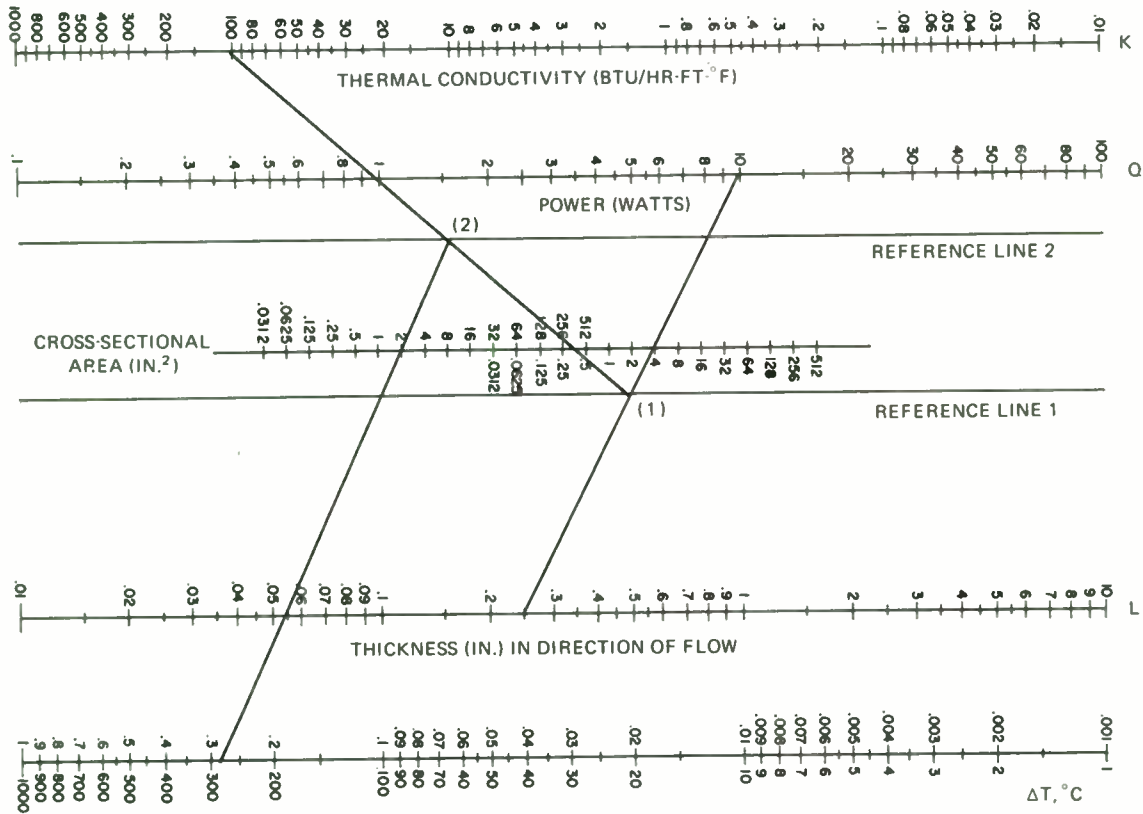 1000 800 600 500 400 300 200 100 80 60 50 40 30 20 10 8 6 5 4 3 2 1 .8 .6 .5 .4 .3 .2 .1 .08 .06 .05 .04 .03 .02 .01 K
THERMAL CONDUCTIVITY (BTU/HR-FT-°F)
.1 .2 .3 .4 .5 .6 .8 1 2 3 4 5 6 8 10 20 30 40 50 60 80 100 Q
POWER (WATTS)
(2)
REFERENCE LINE 2
.0312 .0625 .125 .25 .5 1 2 4 8 16 32 64 128 256 512
CROSS-SECTIONAL
AREA (IN.²)
.0312 .0625 .125 .25 .5 1 2 4 8 16 32 64 128 256 512
(1)
REFERENCE LINE 1
.01 .02 .03 .04 .05 .06 .07 .08 .09 .1 .2 .3 .4 .5 .6 .7 .8 .9 1 2 3 4 5 6 7 8 9 10 L
THICKNESS (IN.) IN DIRECTION OF FLOW
1 .9 .8 .7 .6 .5 .4 .3 .2 .1 .09 .08 .07 .06 .05 .04 .03 .02 .01 .009 .008 .007 .006 .005 .004 .003 .002 .001
1000 900 800 700 600 500 400 300 200 100 90 80 70 60 50 40 30 20 10 9 8 7 6 5 4 3 2 1
ΔT, °C